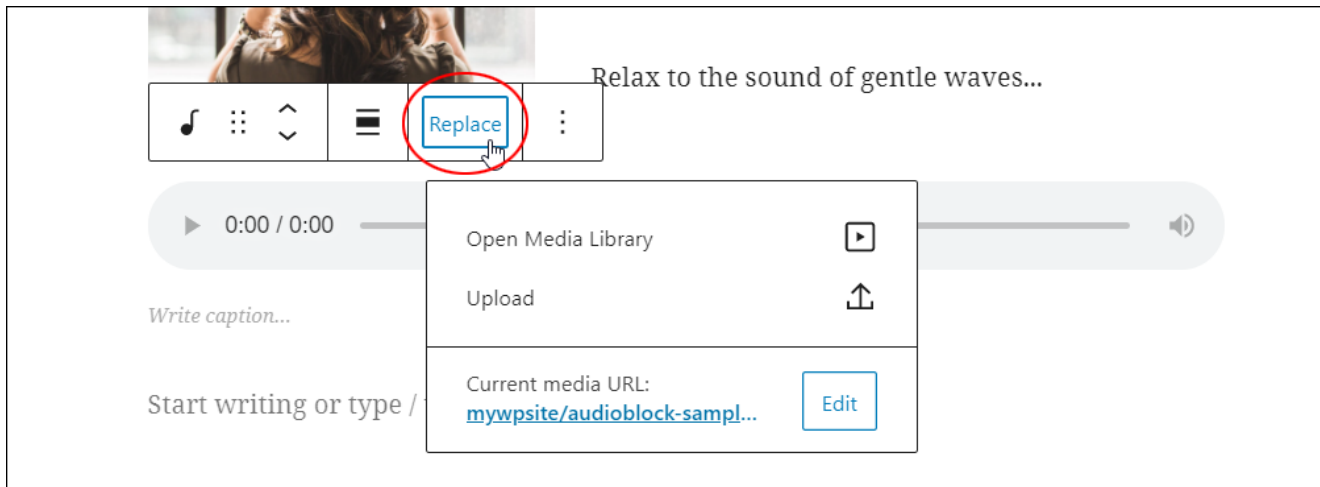 Relax to the sound of gentle waves...
Replace
0:00 / 0:00
Open Media Library
Upload
Write caption...
Current media URL:
mywpsite/audioblock-sampl...
Edit
Start writing or type /